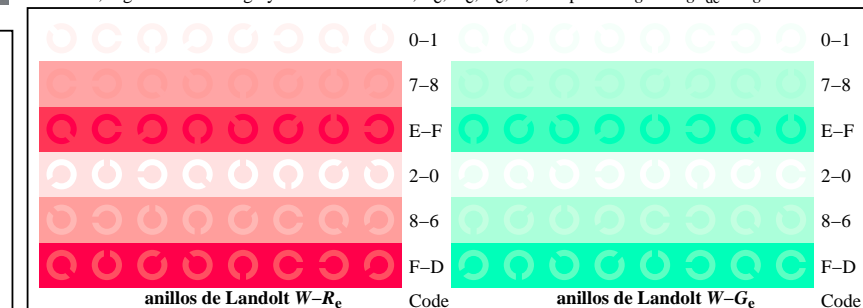 0–1 0–1
7–8 7–8
E–F E–F
2–0 2–0
8–6 8–6
F–D F–D
anillos de Landolt W–Re Code anillos de Landolt W–Ge Code